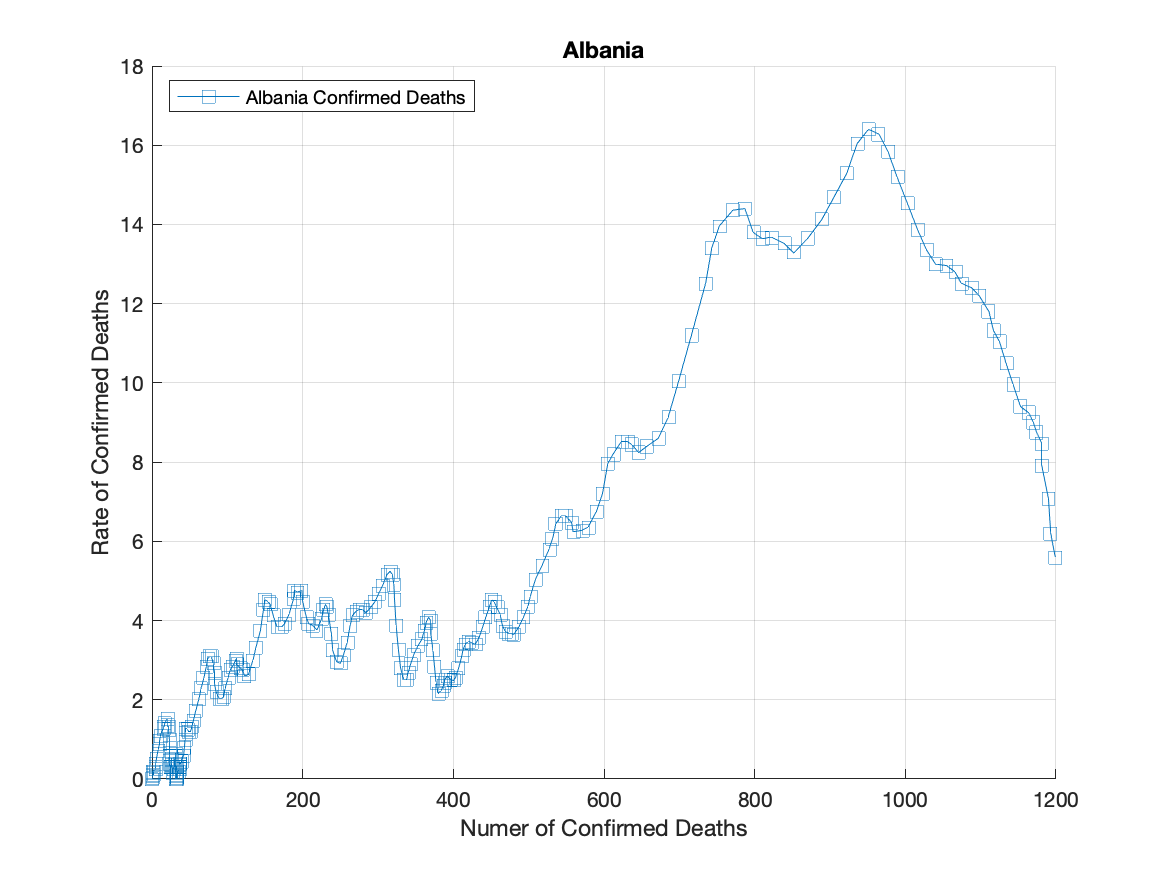 Albania
18
Albania Confirmed Deaths
16
14
12
10
8
6
4
2
0
Rate of Confirmed Deaths
0 200 400 600 800 1000 1200
Numer of Confirmed Deaths